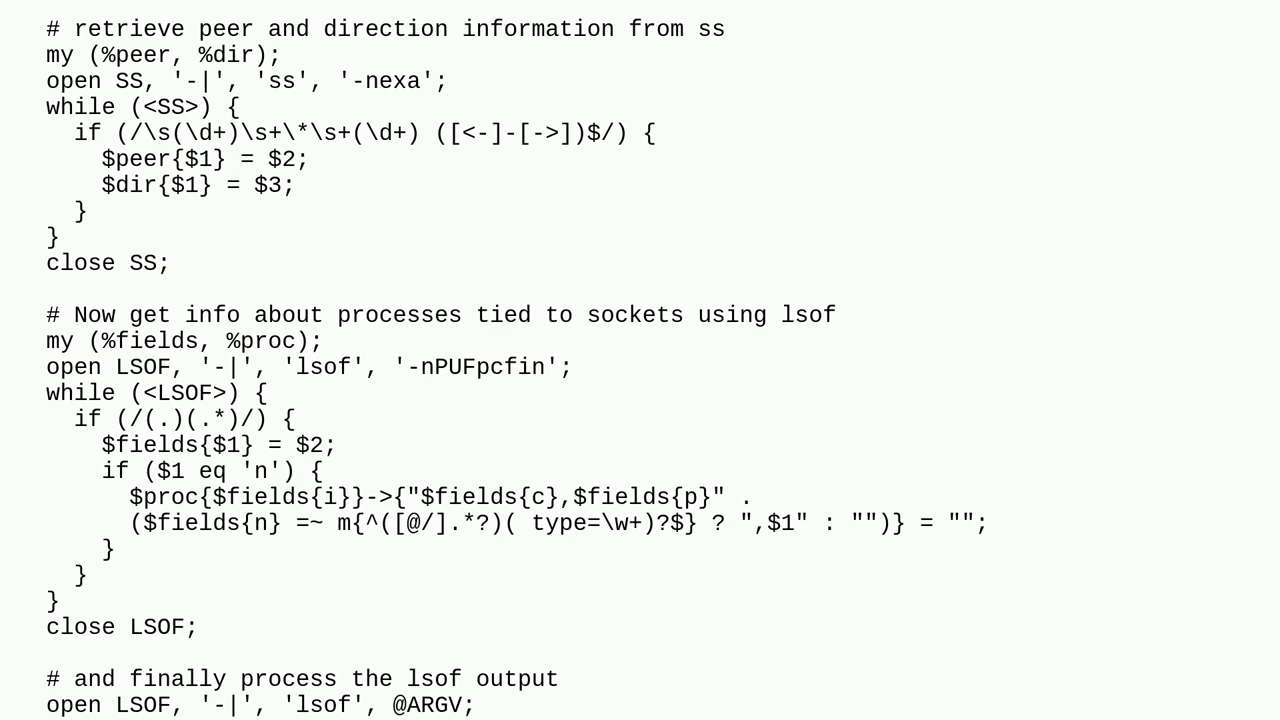 # retrieve peer and direction information from ss
my (%peer, %dir);
open SS, '-|', 'ss', '-nexa';
while (<SS>) {
  if (/\s(\d+)\s+\*\s+(\d+) ([<-]-[->])$/) {
    $peer{$1} = $2;
    $dir{$1} = $3;
  }
}
close SS;

# Now get info about processes tied to sockets using lsof
my (%fields, %proc);
open LSOF, '-|', 'lsof', '-nPUFpcfin';
while (<LSOF>) {
  if (/(.)(.*)/) {
    $fields{$1} = $2;
    if ($1 eq 'n') {
      $proc{$fields{i}}->{"$fields{c},$fields{p}" .
      ($fields{n} =~ m{^([@/].*?)( type=\w+)?$} ? ",$1" : "")} = "";
    }
  }
}
close LSOF;

# and finally process the lsof output
open LSOF, '-|', 'lsof', @ARGV;